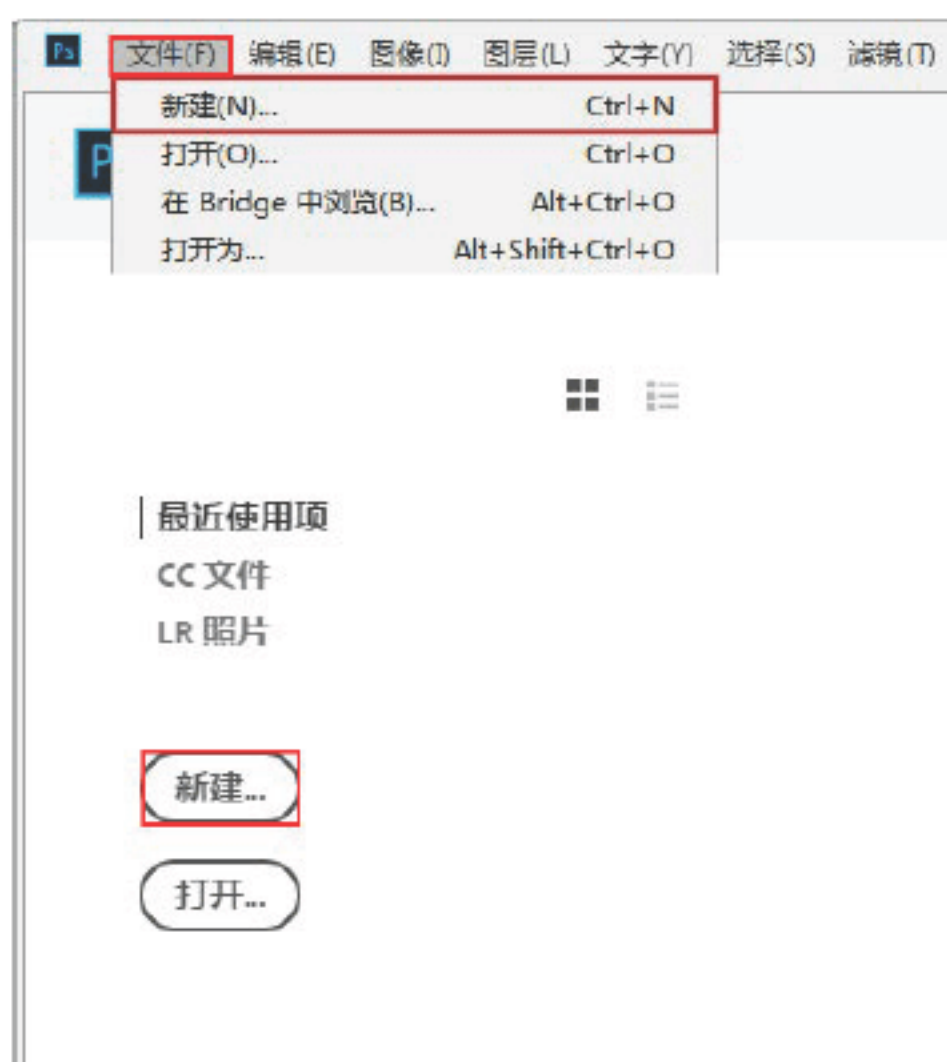 Ps 文件(F) 编辑(E) 图像(I) 图层(L) 文字(Y) 选择(S) 滤镜(T)
新建(N)... Ctrl+N
打开(O)... Ctrl+O
在 Bridge 中浏览(B)... Alt+Ctrl+O
打开为... Alt+Shift+Ctrl+O
最近使用项
CC 文件
LR 照片
新建...
打开...